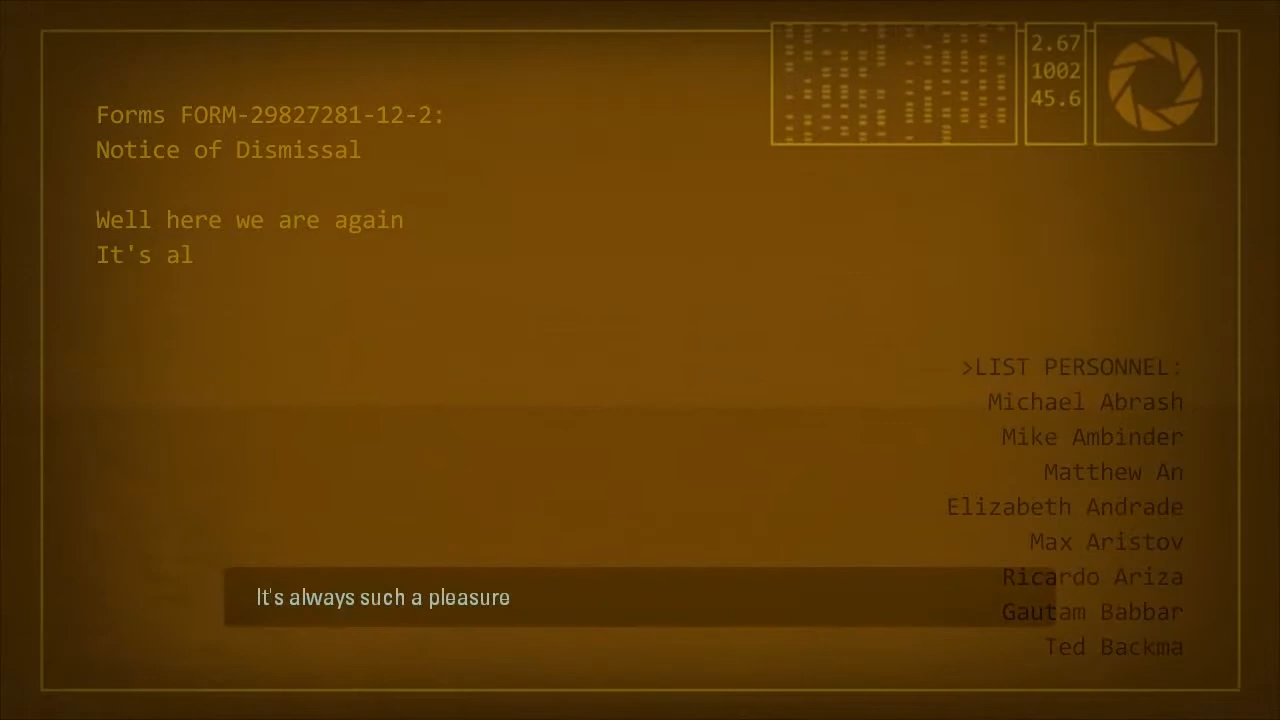 Forms FORM-29827281-12-2:
Notice of Dismissal
Well here we are again
It's al
2.67
1002
45.6
>LIST PERSONNEL:
Michael Abrash
Mike Ambinder
Matthew An
Elizabeth Andrade
Max Aristov
Ricardo Ariza
Gautam Babbar
Ted Backma
It's always such a pleasure